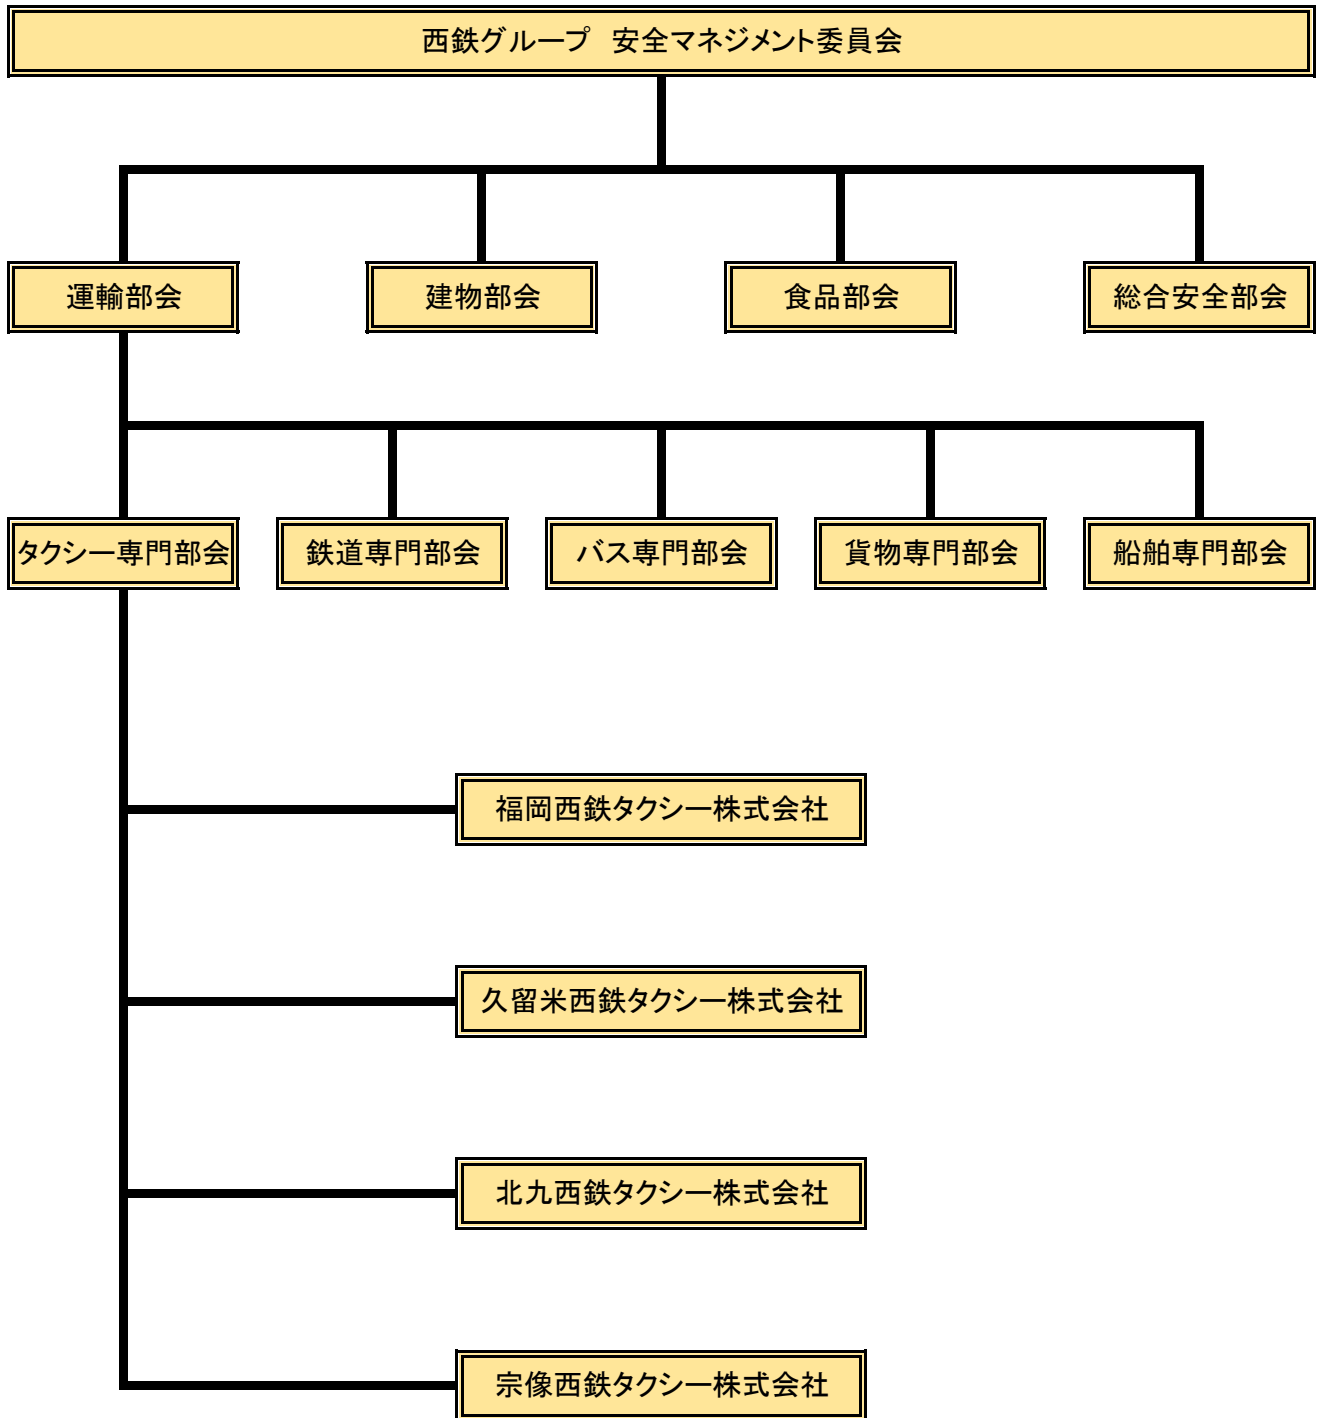 西鉄グループ　安全マネジメント委員会
運輸部会
建物部会
食品部会
総合安全部会
タクシー専門部会
鉄道専門部会
バス専門部会
貨物専門部会
船舶専門部会
福岡西鉄タクシー株式会社
久留米西鉄タクシー株式会社
北九西鉄タクシー株式会社
宗像西鉄タクシー株式会社